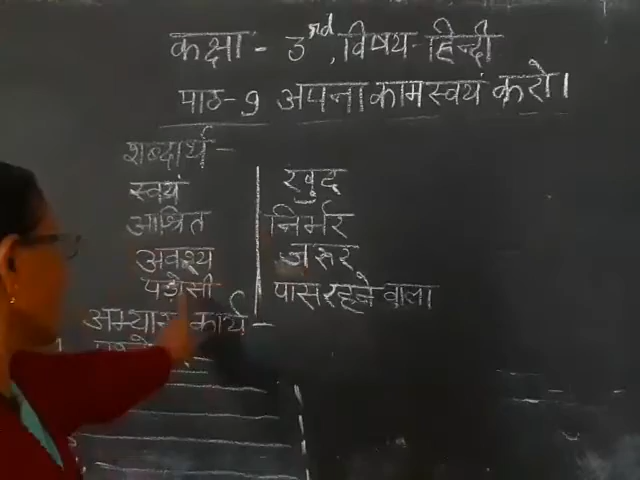 कक्षा - 3rd, विषय - हिन्दी
पाठ-9 अपना काम स्वयं करो।
शब्दार्थ -
स्वयं | खुद
आश्रित | निर्भर
अवश्य | जरुर
पड़ोसी | पास रहने वाला
अभ्यास कार्य -